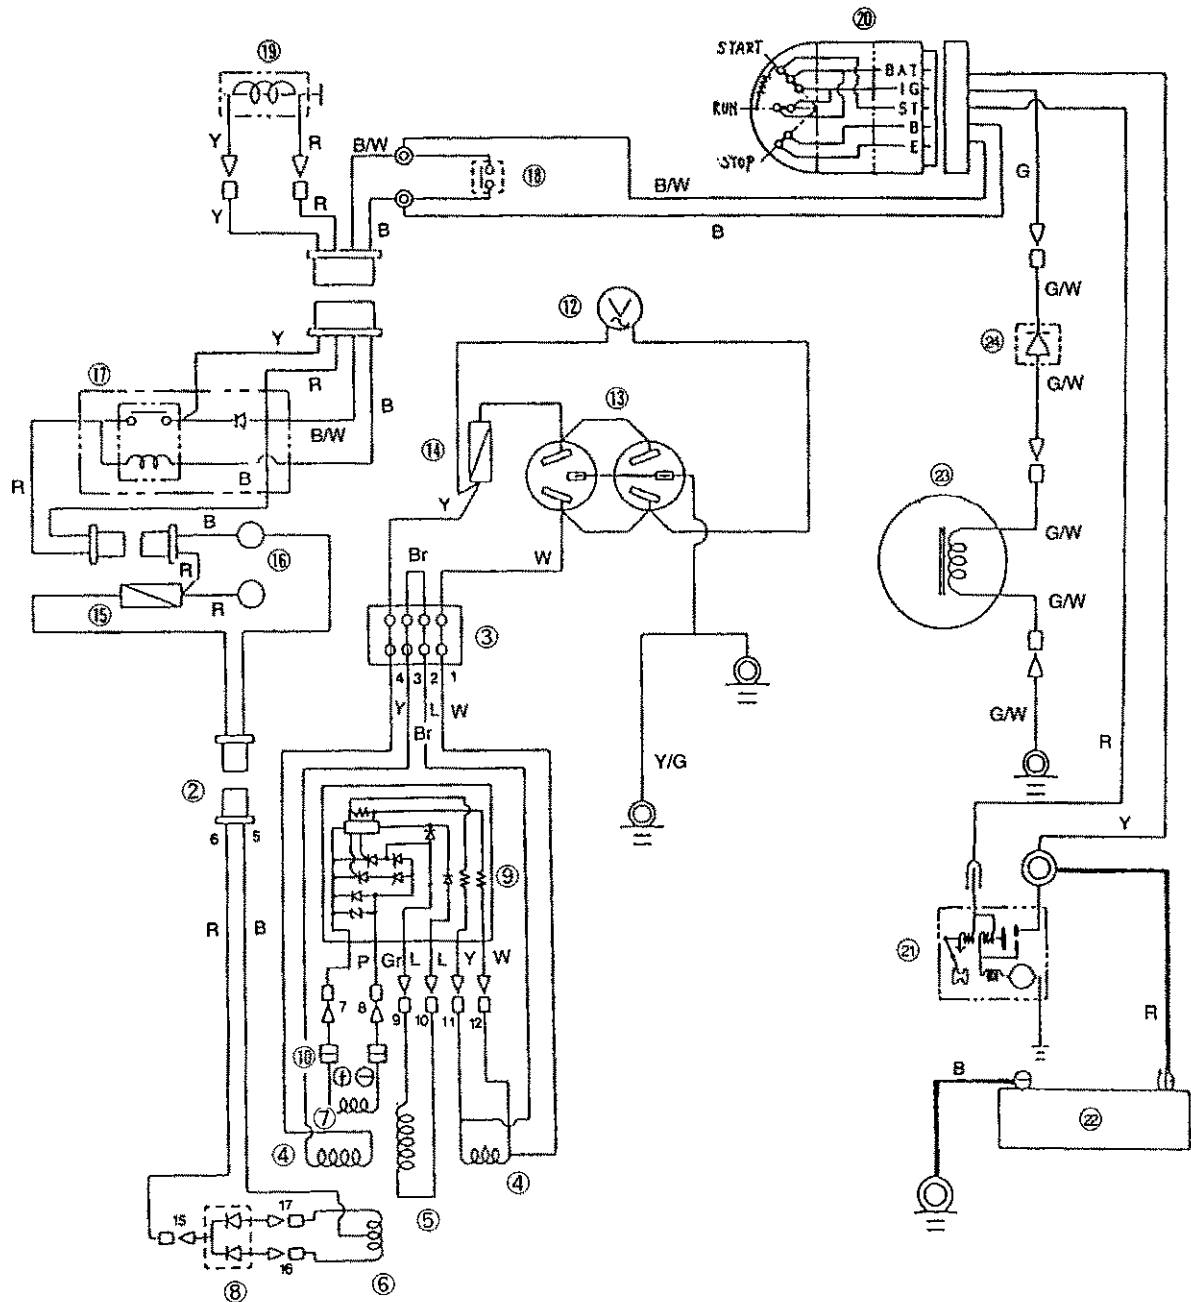 ⑲
⑳
START
BAT
IG
RUN
ST
B
STOP
E
Y
R
B/W
⑱
Y
R
B
B/W
B
G
G/W
⑫
㉔
G/W
Y
R
⑰
B
B/W
⑬
⑭
R
B
Y
㉓
B
⑯
Br
W
G/W
R
R
⑮
G/W
③
4
3
2
1
Y
L
W
Br
G/W
R
Y/G
②
6
5
Y
⑨
R
B
P
Gr
L
L
Y
W
㉑
7
8
9
10
11
12
R
⑩
+
−
B
⑦
㉒
④
④
⑤
15
17
16
⑧
⑥